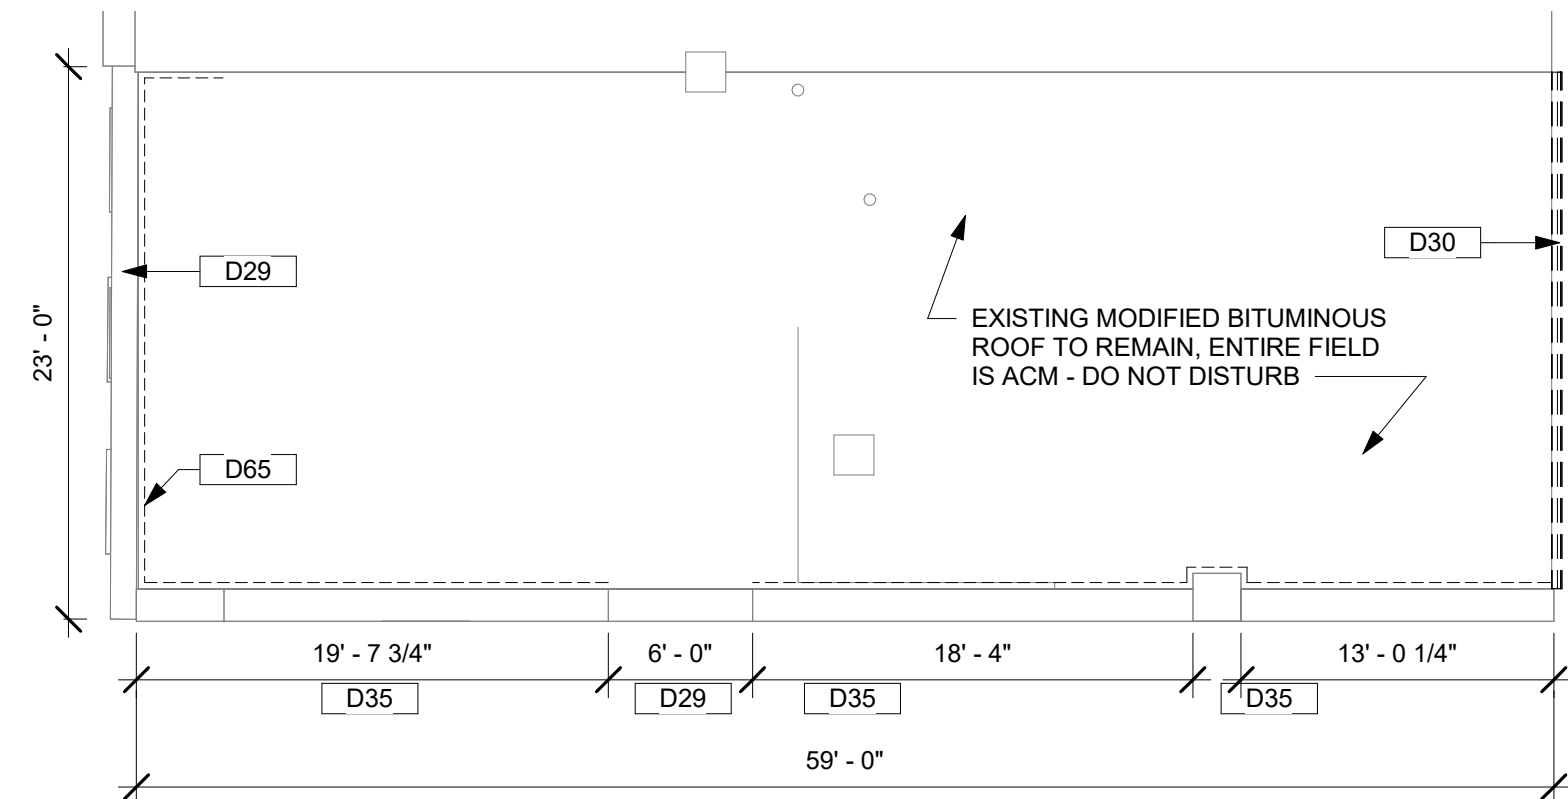 D30
D29
EXISTING MODIFIED BITUMINOUS
ROOF TO REMAIN, ENTIRE FIELD
IS ACM - DO NOT DISTURB
23' - 0"
D65
19' - 7 3/4"
6' - 0"
18' - 4"
13' - 0 1/4"
D35
D29
D35
D35
59' - 0"